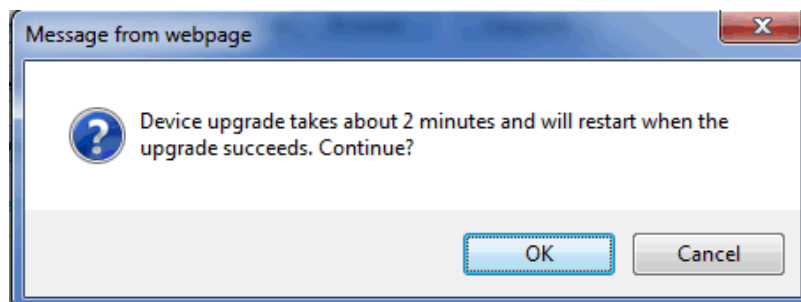 Message from webpage
Device upgrade takes about 2 minutes and will restart when the
upgrade succeeds. Continue?
OK
Cancel